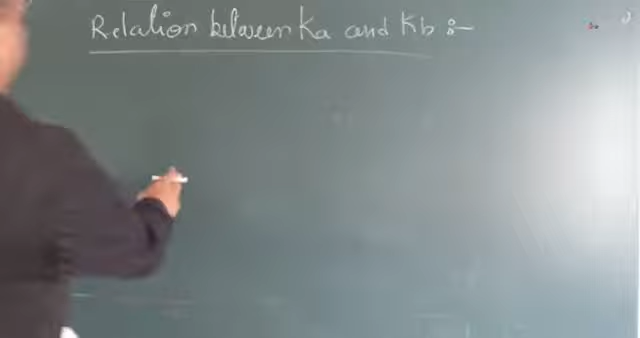 Relation between Ka and Kb :-